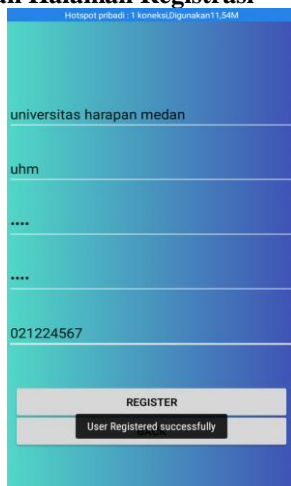 Halaman Registrasi
Hotspot pribadi : 1 koneksi,Digunakan11,54M
universitas harapan medan
uhm
••••
••••
021224567
REGISTER
User Registered successfully